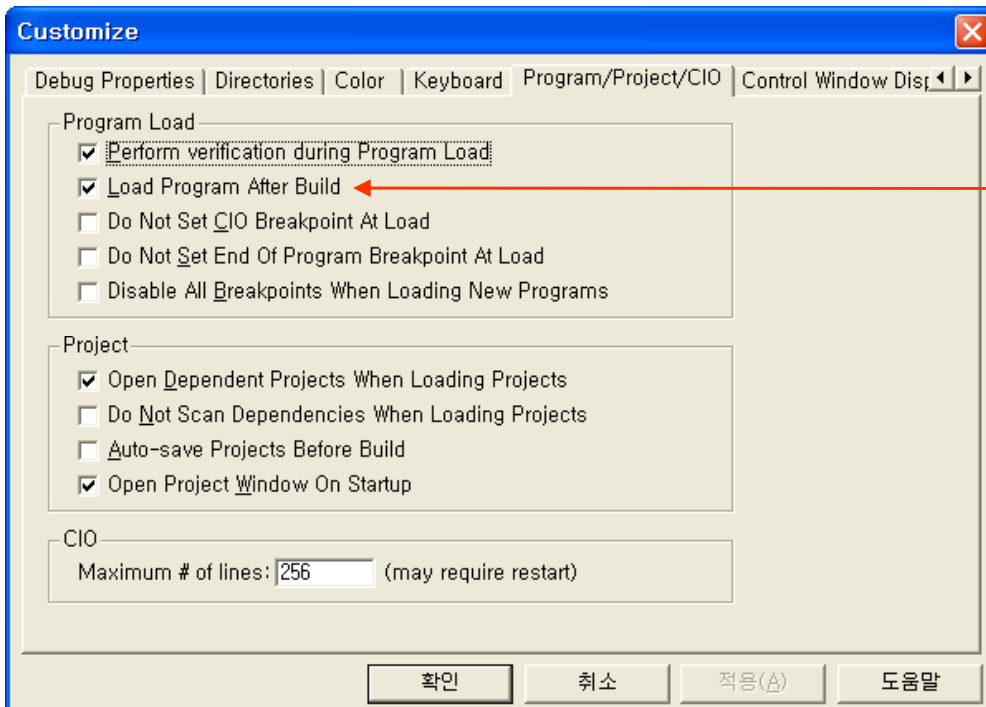 Customize
Debug Properties Directories Color Keyboard Program/Project/CIO Control Window Disp
Program Load
Perform verification during Program Load
Load Program After Build
Do Not Set CIO Breakpoint At Load
Do Not Set End Of Program Breakpoint At Load
Disable All Breakpoints When Loading New Programs
Project
Open Dependent Projects When Loading Projects
Do Not Scan Dependencies When Loading Projects
Auto-save Projects Before Build
Open Project Window On Startup
CIO
Maximum # of lines: 256 (may require restart)
확인 취소 적용(A) 도움말